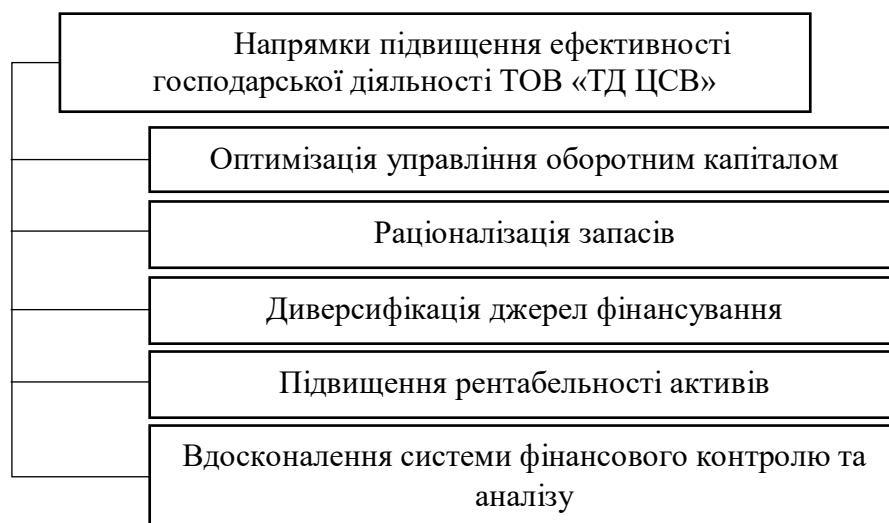 Напрямки підвищення ефективності
господарської діяльності ТОВ «ТД ЦСВ»
Оптимізація управління оборотним капіталом
Раціоналізація запасів
Диверсифікація джерел фінансування
Підвищення рентабельності активів
Вдосконалення системи фінансового контролю та
аналізу